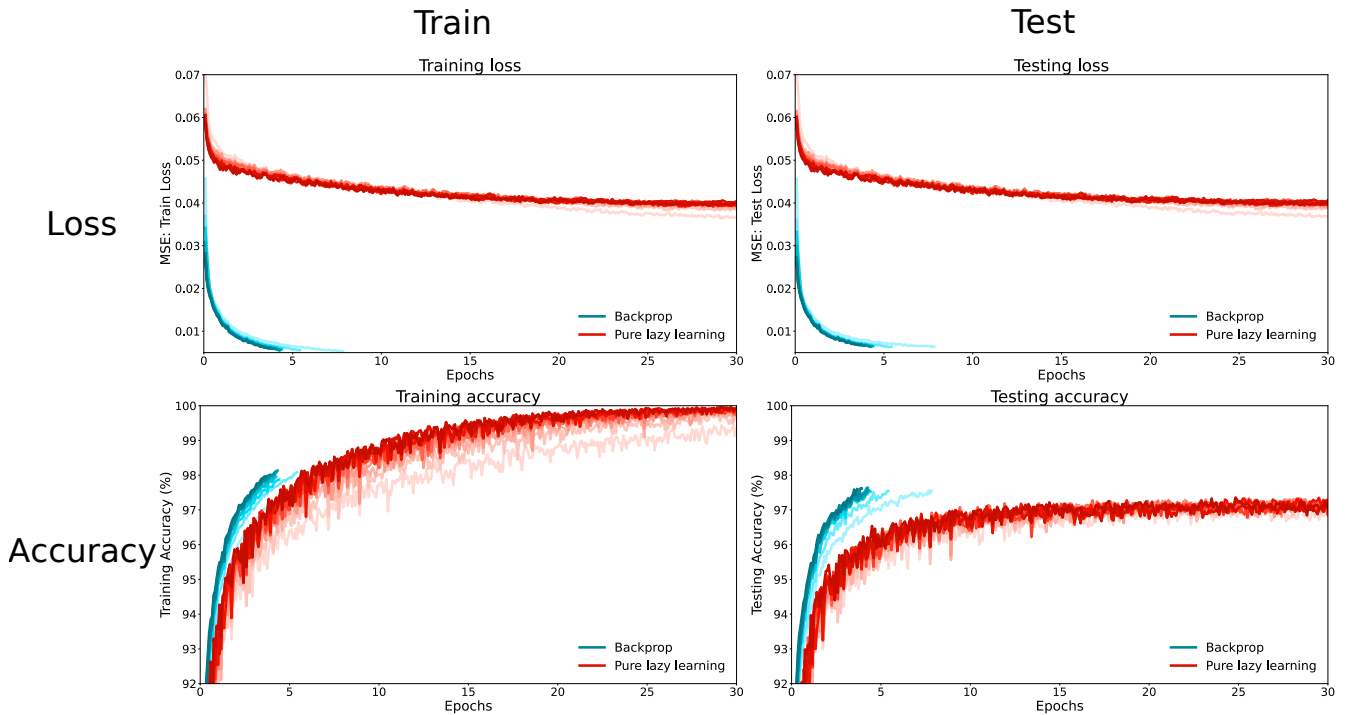 Train
Test
Loss
Accuracy
Training loss
MSE: Train Loss
0.07
0.06
0.05
0.04
0.03
0.02
0.01
0
5
10
15
20
25
30
Epochs
Backprop
Pure lazy learning
Testing loss
MSE: Test Loss
0.07
0.06
0.05
0.04
0.03
0.02
0.01
0
5
10
15
20
25
30
Epochs
Backprop
Pure lazy learning
Training accuracy
Training Accuracy (%)
100
99
98
97
96
95
94
93
92
0
5
10
15
20
25
30
Epochs
Backprop
Pure lazy learning
Testing accuracy
Testing Accuracy (%)
100
99
98
97
96
95
94
93
92
0
5
10
15
20
25
30
Epochs
Backprop
Pure lazy learning